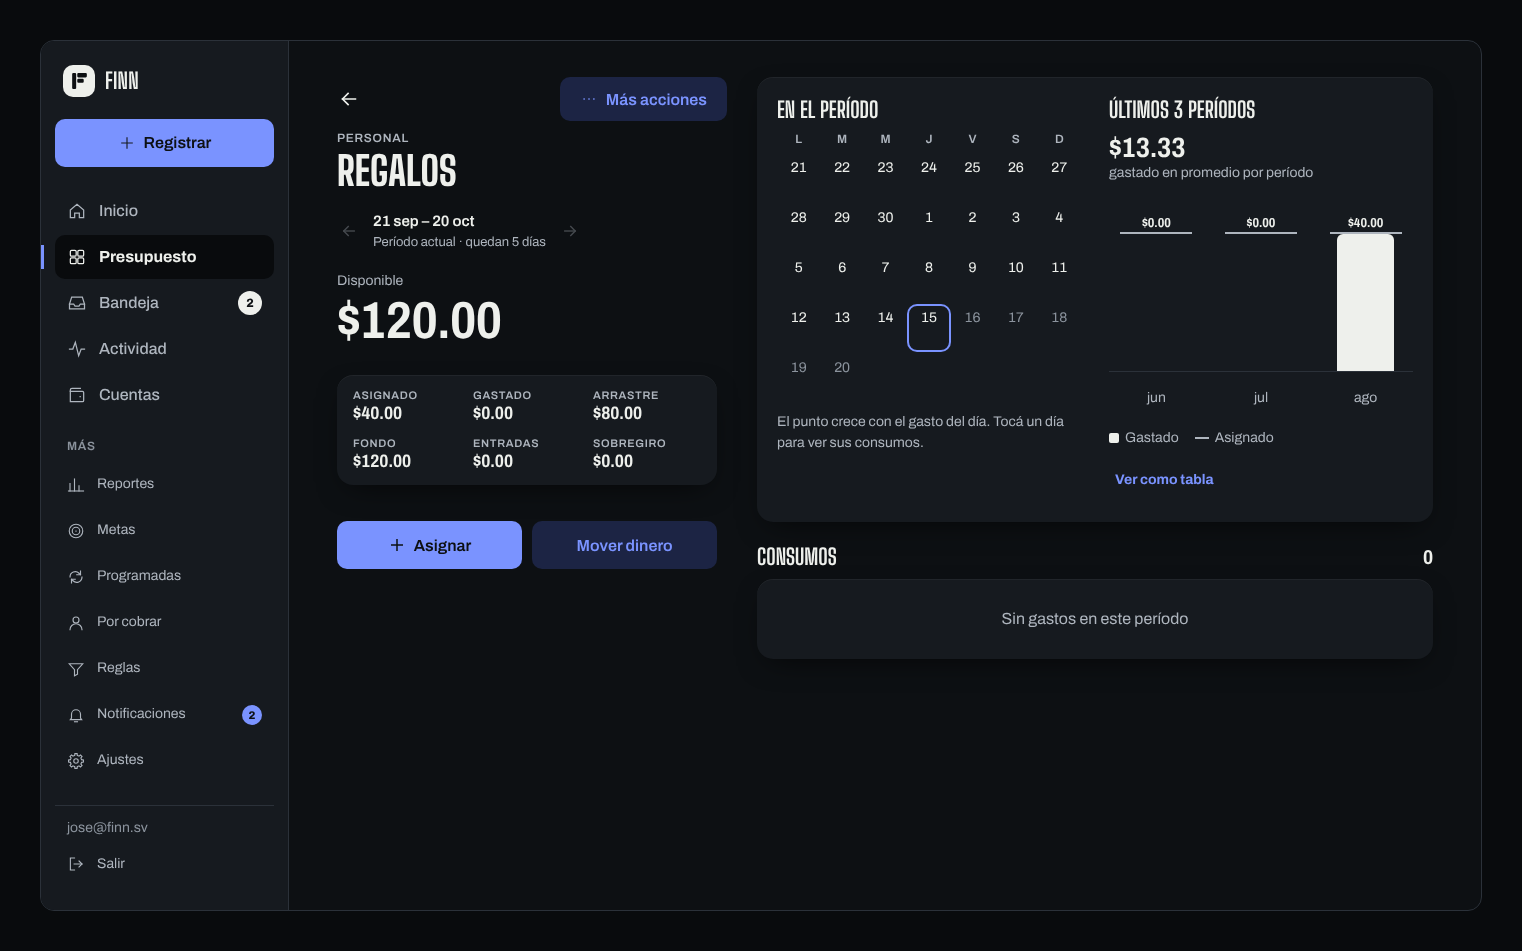 FINN
Registrar
Inicio
Presupuesto
Bandeja 2
Actividad
Cuentas
MÁS
Reportes
Metas
Programadas
Por cobrar
Reglas
Notificaciones 2
Ajustes
jose@finn.sv
Salir
Más acciones
PERSONAL
REGALOS
21 sep – 20 oct
Período actual · quedan 5 días
Disponible
$120.00
ASIGNADO GASTADO ARRASTRE
$40.00 $0.00 $80.00
FONDO ENTRADAS SOBREGIRO
$120.00 $0.00 $0.00
Asignar
Mover dinero
EN EL PERÍODO
L M M J V S D
21 22 23 24 25 26 27
28 29 30 1 2 3 4
5 6 7 8 9 10 11
12 13 14 15 16 17 18
19 20
El punto crece con el gasto del día. Tocá un día
para ver sus consumos.
ÚLTIMOS 3 PERÍODOS
$13.33
gastado en promedio por período
$0.00 $0.00 $40.00
jun jul ago
Gastado Asignado
Ver como tabla
CONSUMOS 0
Sin gastos en este período